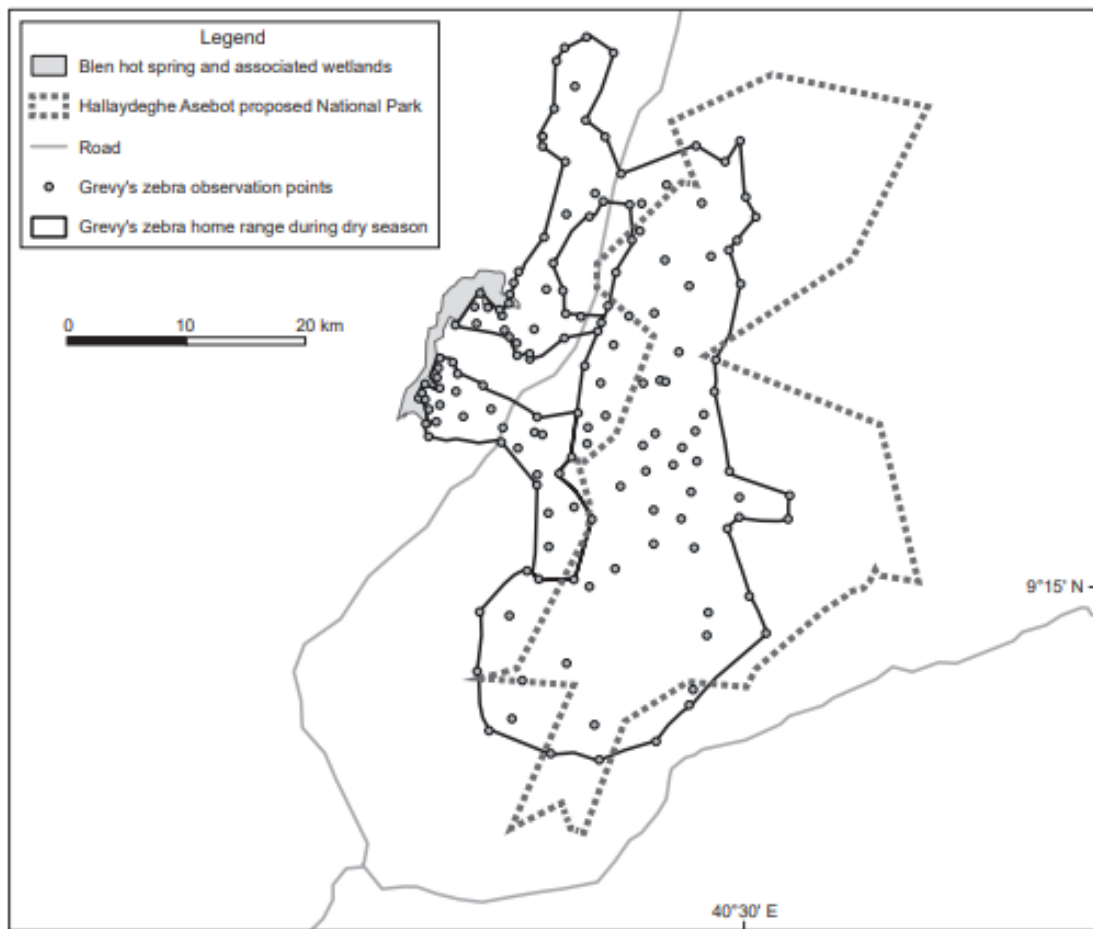 Legend
Blen hot spring and associated wetlands
Hallaydeghe Asebot proposed National Park
Road
Grevy's zebra observation points
Grevy's zebra home range during dry season
0 10 20 km
9°15' N
40°30' E